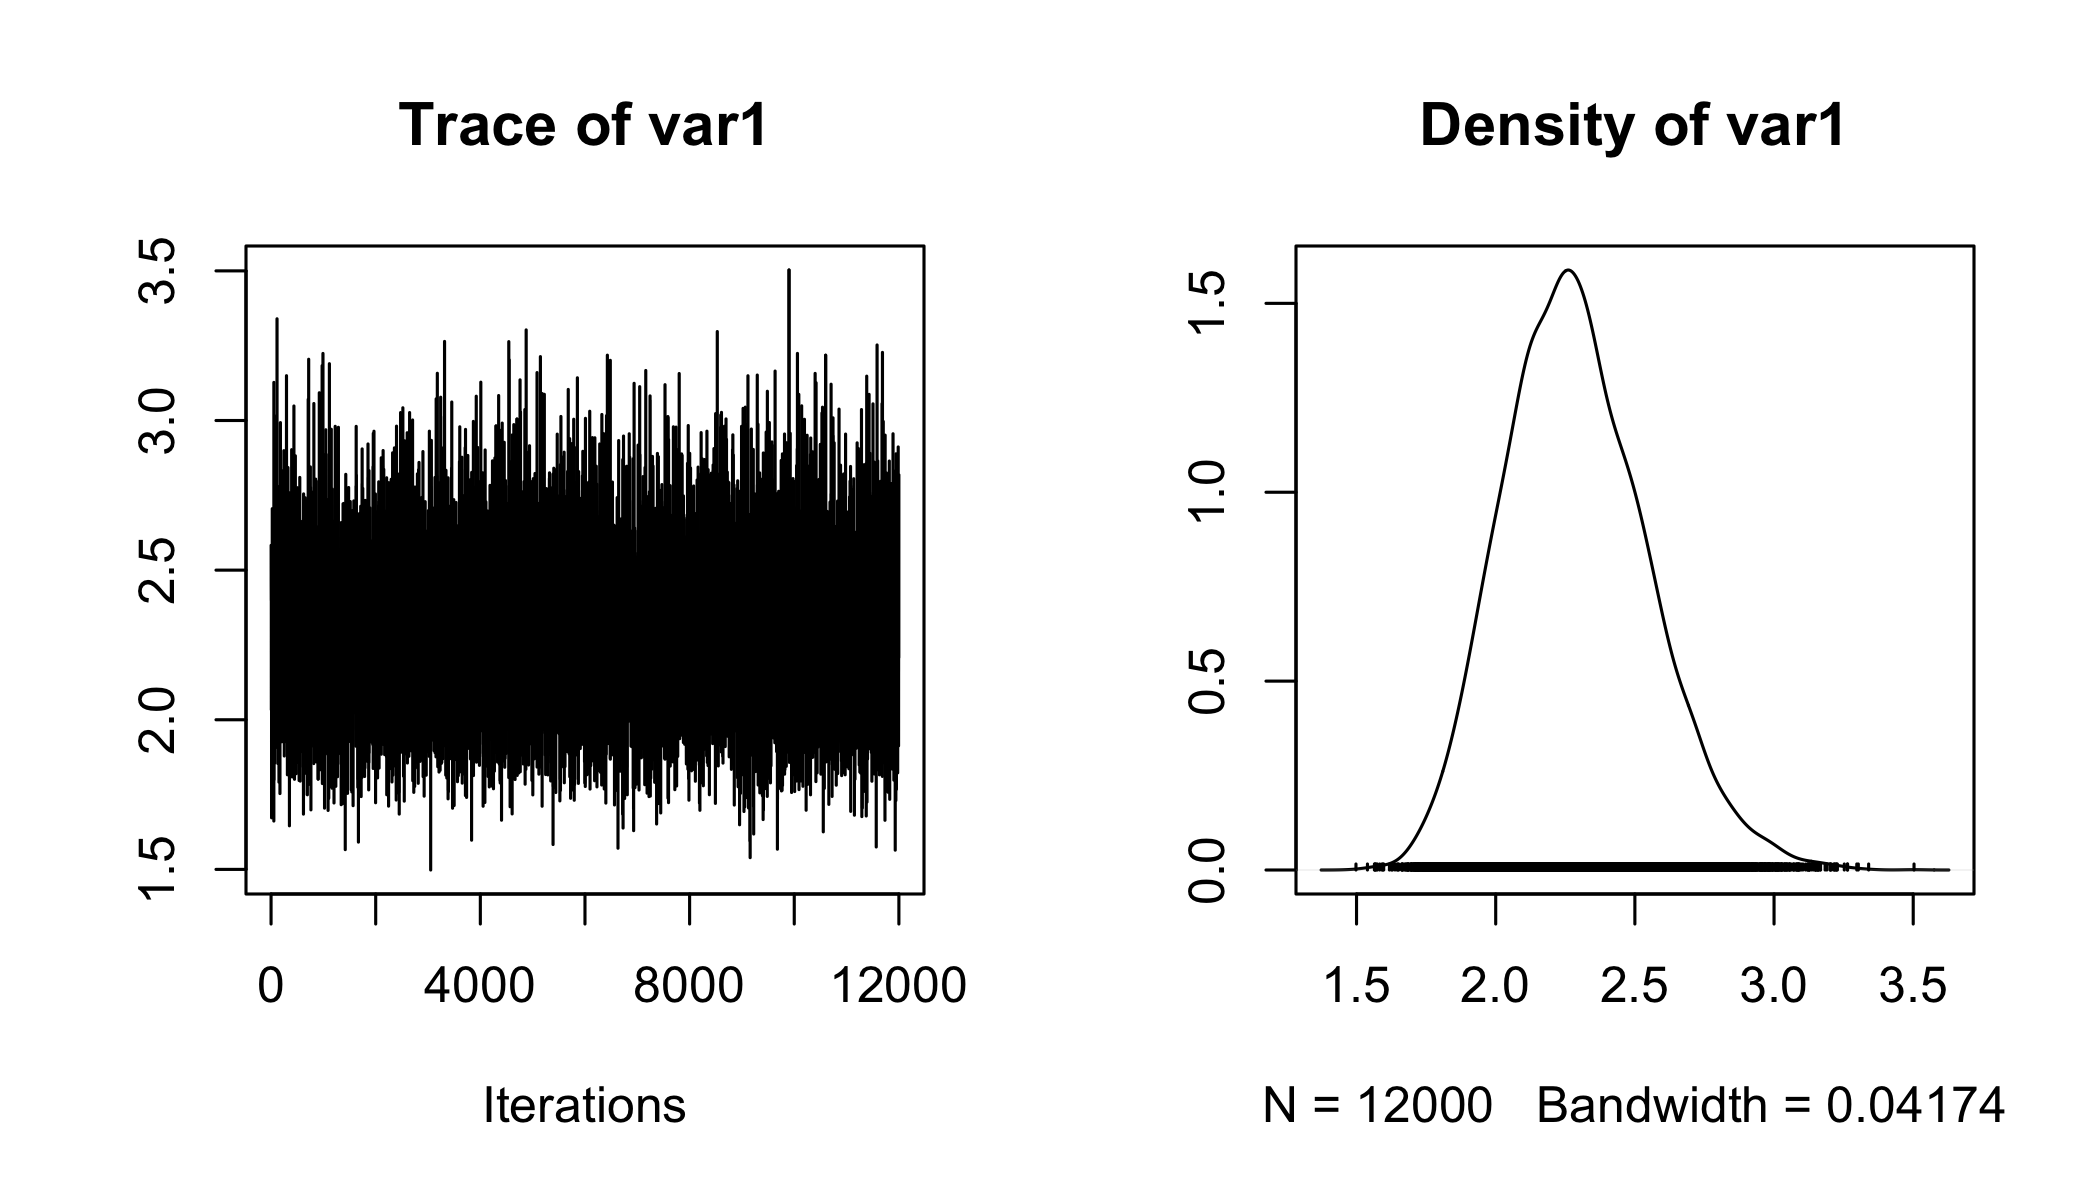 Trace of var1
3.5
3.0
2.5
2.0
1.5
0 4000 8000 12000
Iterations
Density of var1
1.5
1.0
0.5
0.0
1.5 2.0 2.5 3.0 3.5
N = 12000 Bandwidth = 0.04174